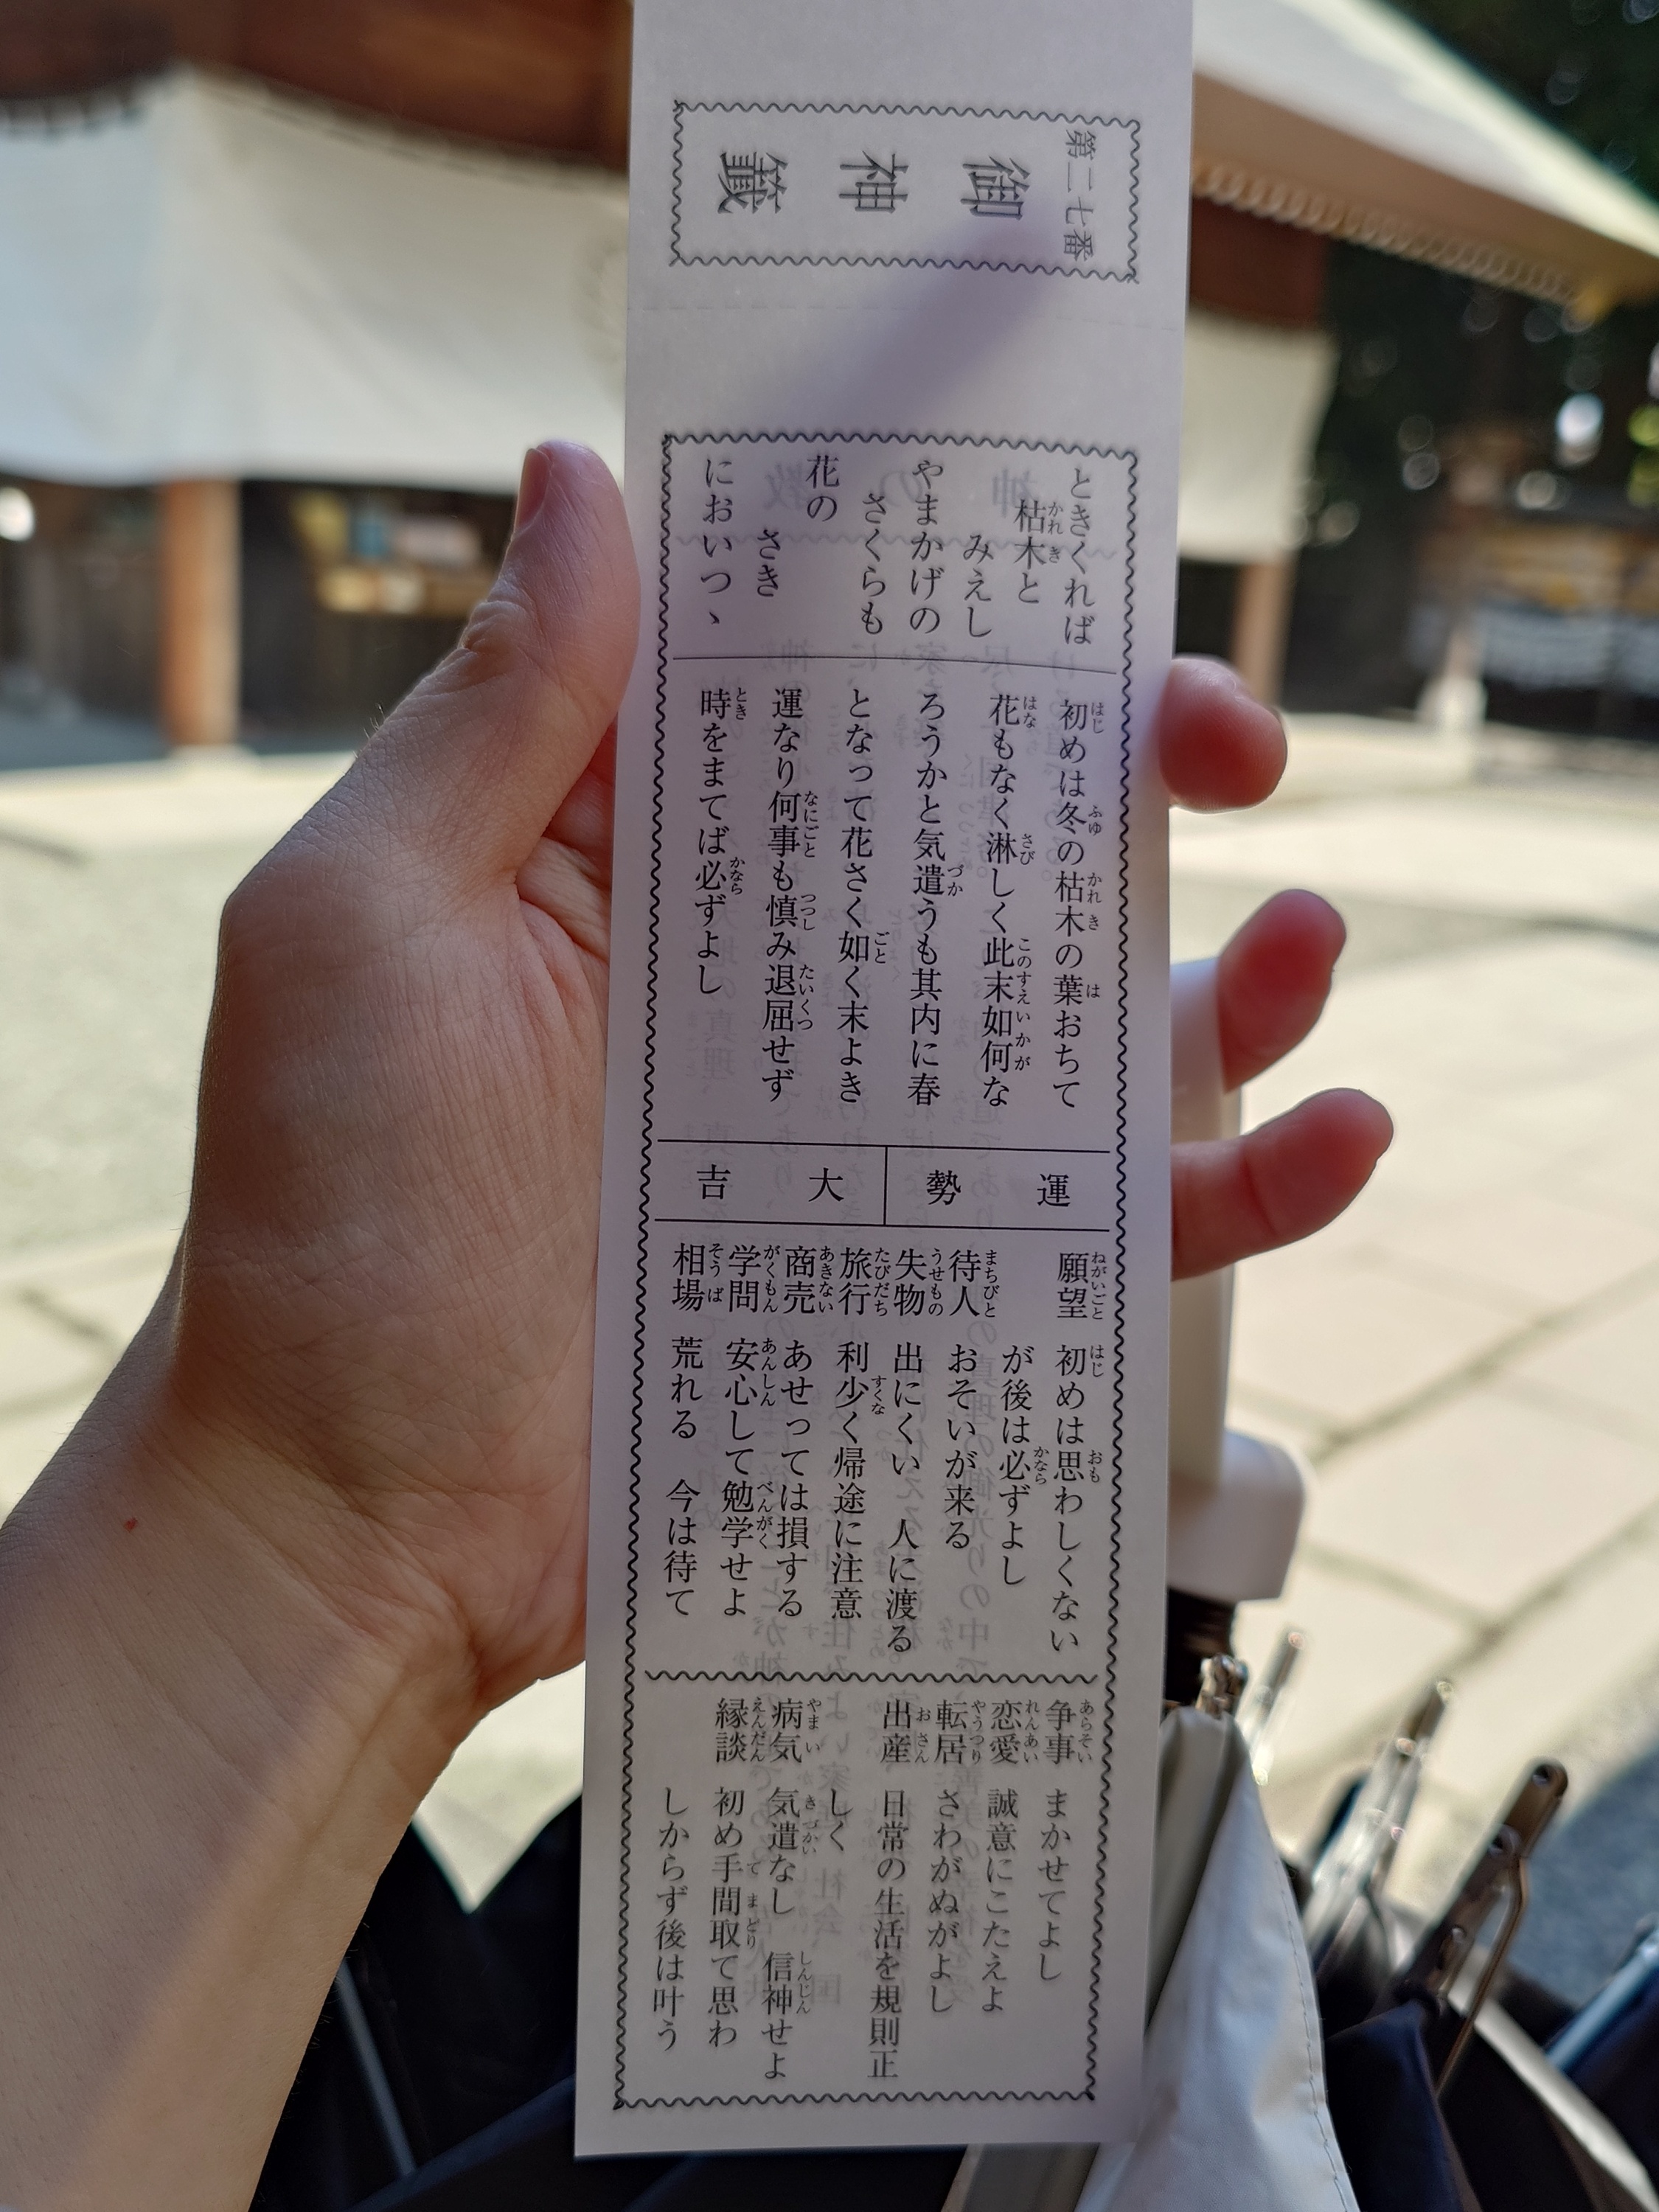 第二七番
御神籤
ときくれば
枯木と
みえし
やまかげの
さくらも
花の
さき
においつヽ
初めは冬の枯木の葉おちて
花もなく淋しく此末如何な
ろうかと気遣うも其内に春
となって花さく如く末よき
運なり何事も慎み退屈せず
時をまてば必ずよし
運勢 大吉
願望 初めは思わしくない
が後は必ずよし
待人 おそいが来る
失物 出にくい 人に渡る
旅行 利少く帰途に注意
商売 あせっては損する
学問 安心して勉学せよ
相場 荒れる 今は待て
争事 まかせてよし
恋愛 誠意にこたえよ
転居 さわがぬがよし
出産 日常の生活を規則正
しく
病気 気遣なし 信神せよ
縁談 初め手間取て思わ
しからず後は叶う